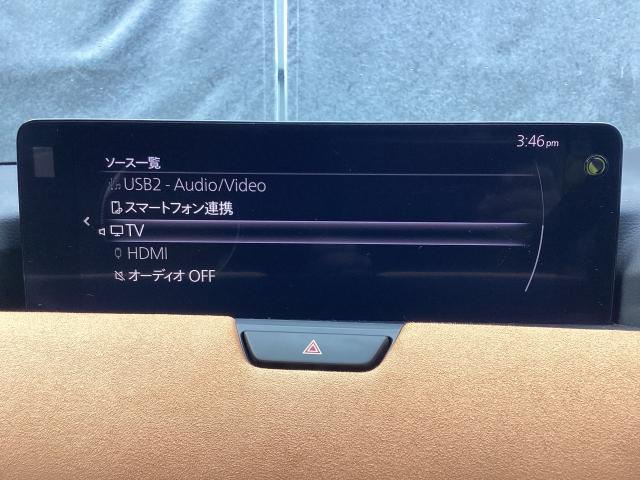 3:46pm
ソース一覧
USB2 - Audio/Video
スマートフォン連携
TV
HDMI
オーディオ OFF